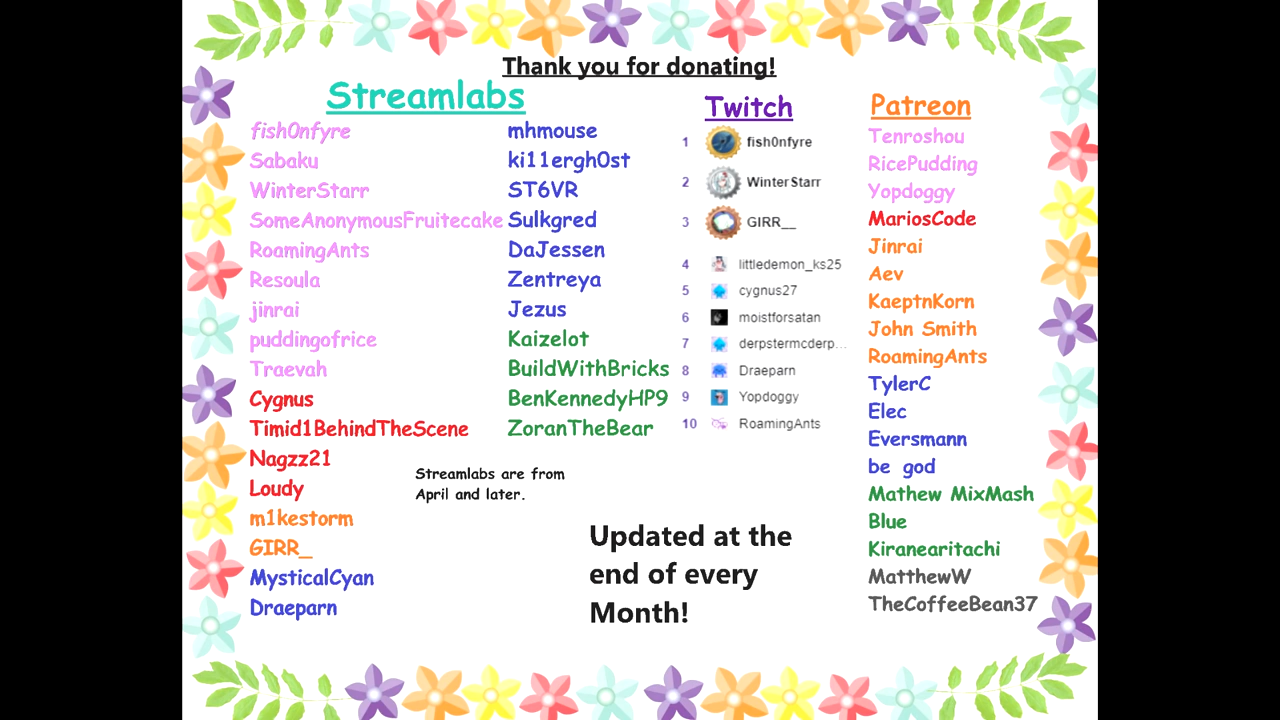 Thank you for donating!
Streamlabs
fish0nfyre
Sabaku
WinterStarr
SomeAnonymousFruitecake
RoamingAnts
Resoula
jinrai
puddingofrice
Traevah
Cygnus
Timid1BehindTheScene
Nagzz21
Loudy
m1kestorm
GIRR_
MysticalCyan
Draeparn
mhmouse
ki11ergh0st
ST6VR
Sulkgred
DaJessen
Zentreya
Jezus
Kaizelot
BuildWithBricks
BenKennedyHP9
ZoranTheBear
Streamlabs are from
April and later.
Twitch
1 fish0nfyre
2 WinterStarr
3 GIRR__
4 littledemon_ks25
5 cygnus27
6 moistforsatan
7 derpstermcderp...
8 Draeparn
9 Yopdoggy
10 RoamingAnts
Updated at the
end of every
Month!
Patreon
Tenroshou
RicePudding
Yopdoggy
MariosCode
Jinrai
Aev
KaeptnKorn
John Smith
RoamingAnts
TylerC
Elec
Eversmann
be god
Mathew MixMash
Blue
Kiranearitachi
MatthewW
TheCoffeeBean37